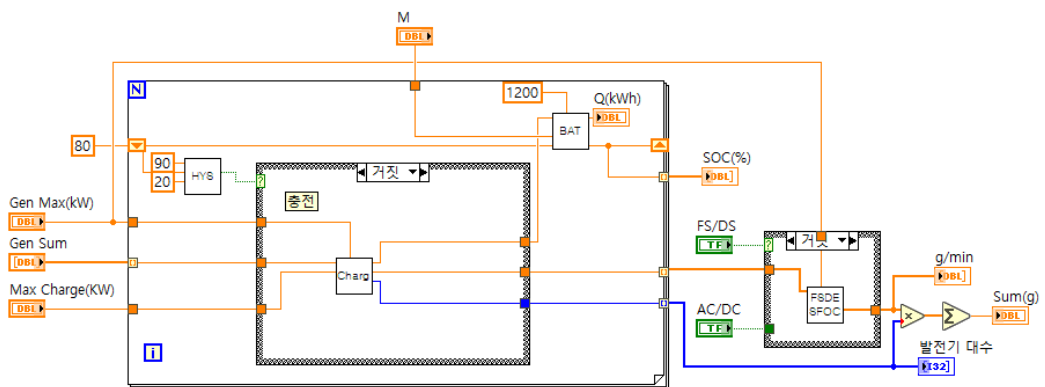 M
DBL
N
1200
Q(kWh)
DBL
BAT
80
90
20
HYS
?
거짓
SOC(%)
DBL]
충전
Gen Max(kW)
DBL
Gen Sum
[DBL]
Max Charge(KW)
DBL
Charg
i
FS/DS
TF
?
거짓
AC/DC
TF
FSDE
SFOC
g/min
DBL]
Sum(g)
DBL
×
Σ
발전기 대수
I32]